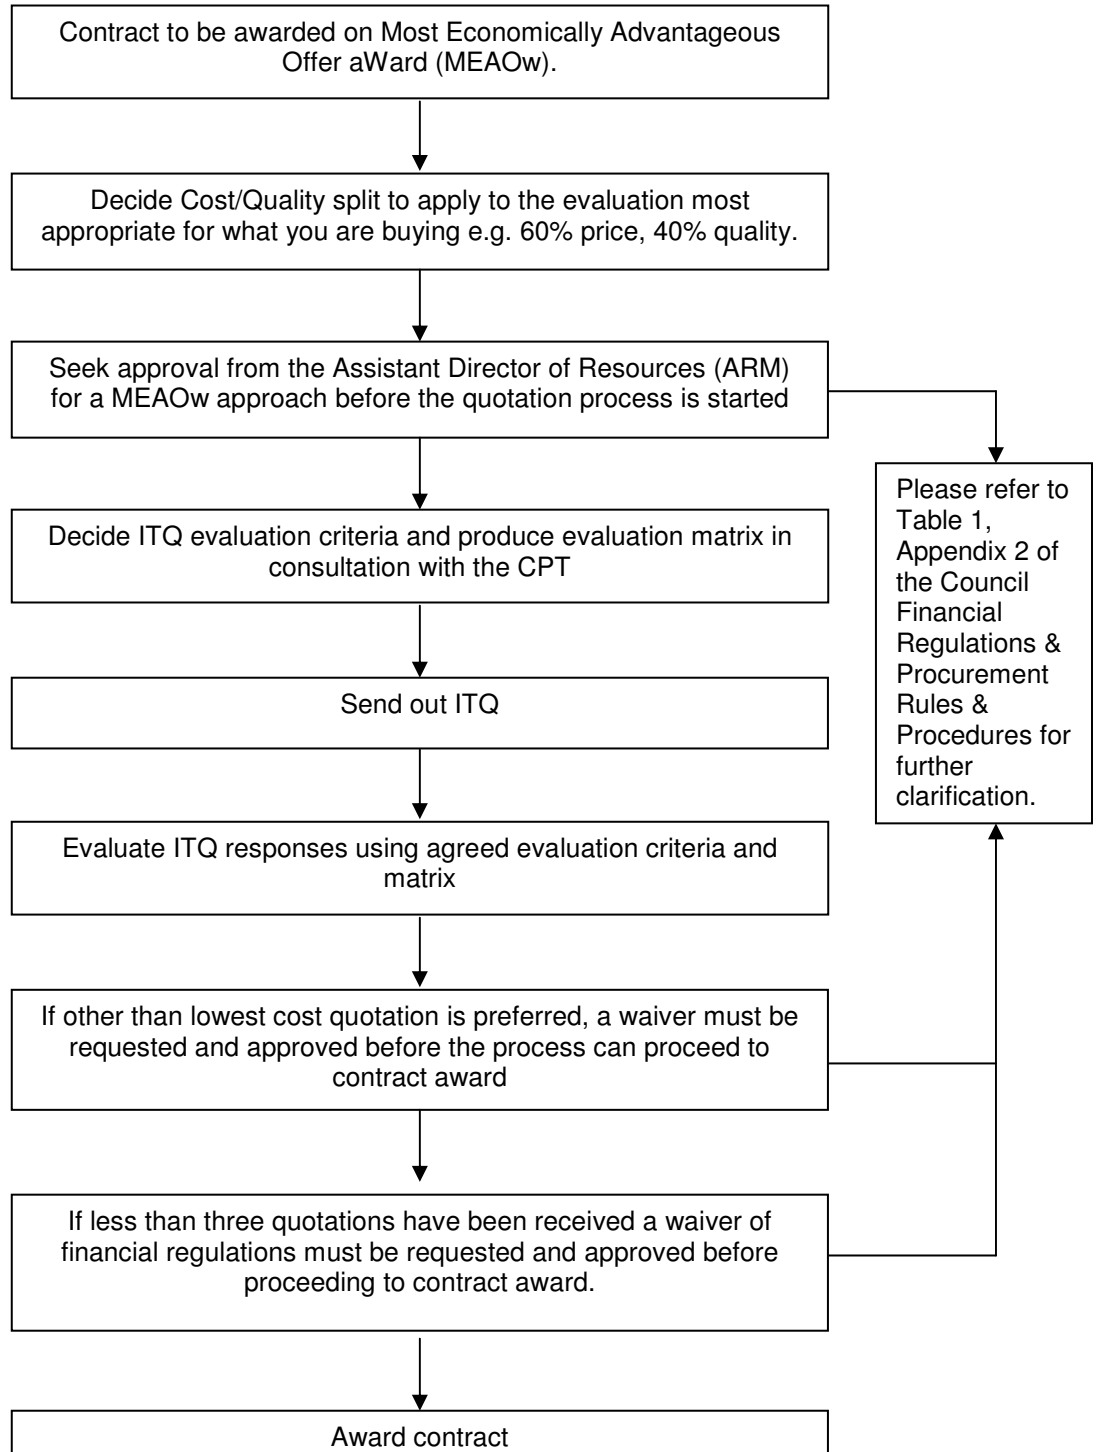 Contract to be awarded on Most Economically Advantageous
Offer aWard (MEAOw).
Decide Cost/Quality split to apply to the evaluation most
appropriate for what you are buying e.g. 60% price, 40% quality.
Seek approval from the Assistant Director of Resources (ARM)
for a MEAOw approach before the quotation process is started
Please refer to
Table 1,
Appendix 2 of
the Council
Financial
Regulations &
Procurement
Rules &
Procedures for
further
clarification.
Decide ITQ evaluation criteria and produce evaluation matrix in
consultation with the CPT
Send out ITQ
Evaluate ITQ responses using agreed evaluation criteria and
matrix
If other than lowest cost quotation is preferred, a waiver must be
requested and approved before the process can proceed to
contract award
If less than three quotations have been received a waiver of
financial regulations must be requested and approved before
proceeding to contract award.
Award contract